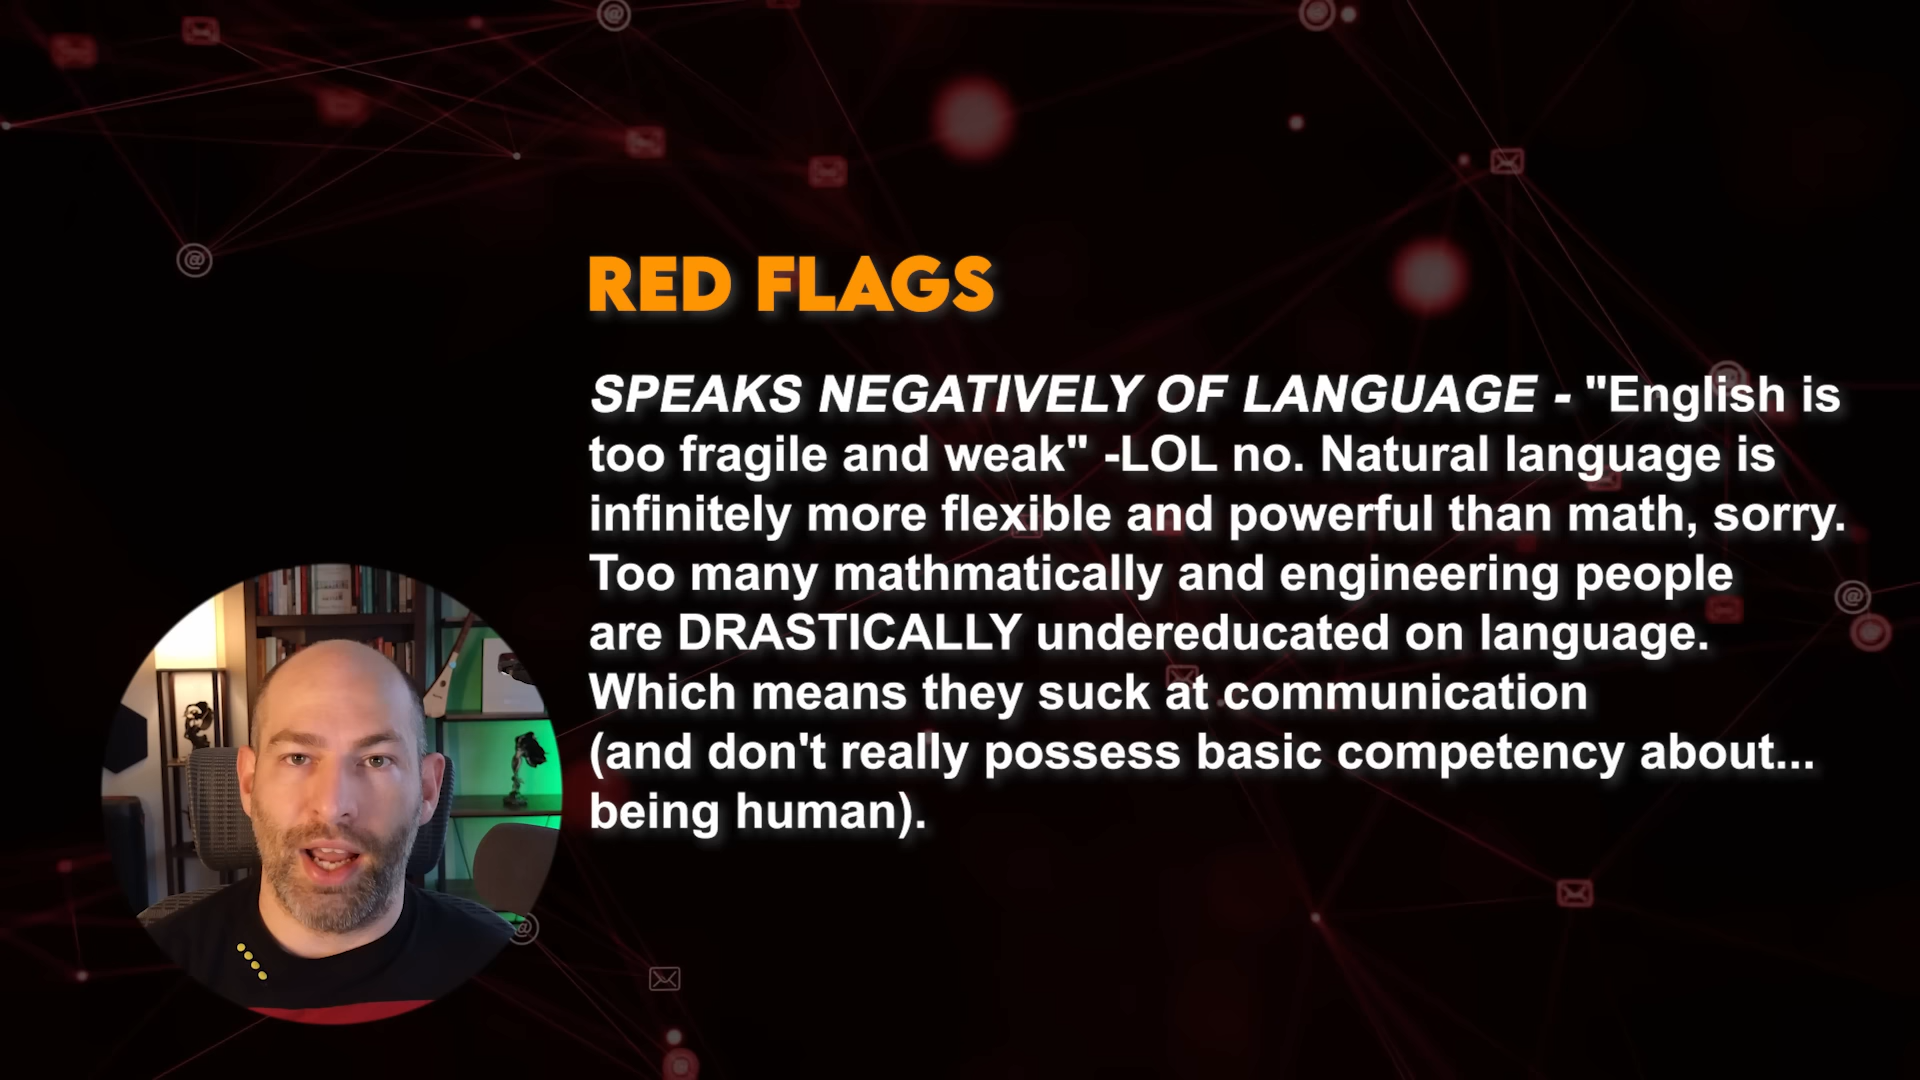 RED FLAGS
SPEAKS NEGATIVELY OF LANGUAGE - "English is
too fragile and weak" -LOL no. Natural language is
infinitely more flexible and powerful than math, sorry.
Too many mathmatically and engineering people
are DRASTICALLY undereducated on language.
Which means they suck at communication
(and don't really possess basic competency about...
being human).